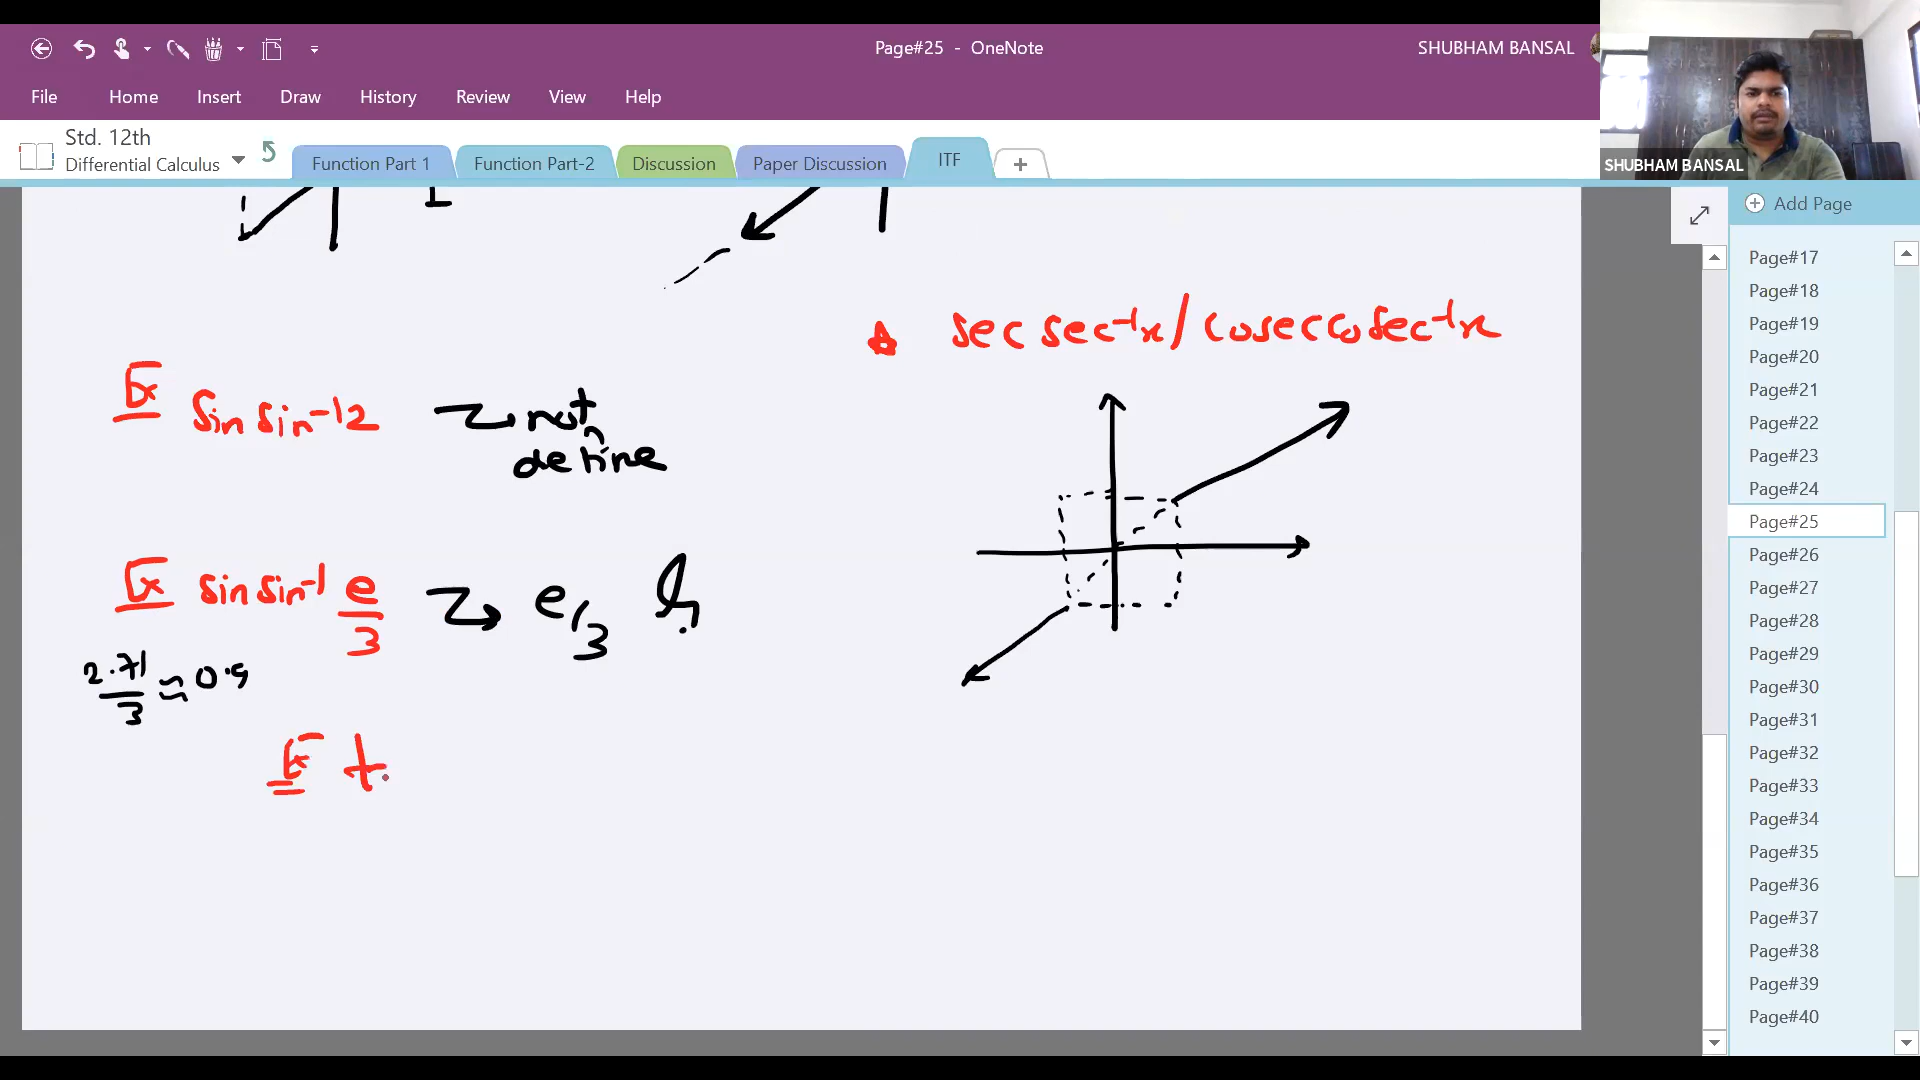 Page#25 - OneNote
SHUBHAM BANSAL
File Home Insert Draw History Review View Help
Std. 12th
Differential Calculus
Function Part 1
Function Part-2
Discussion
Paper Discussion
ITF
SHUBHAM BANSAL
Add Page
Page#17
Page#18
Page#19
Page#20
Page#21
Page#22
Page#23
Page#24
Page#25
Page#26
Page#27
Page#28
Page#29
Page#30
Page#31
Page#32
Page#33
Page#34
Page#35
Page#36
Page#37
Page#38
Page#39
Page#40
sec sec⁻¹x / cosec cosec⁻¹x
Ex sin sin⁻¹2 not
define
Ex sin sin⁻¹ e/3 e/3
2.71/3 ≈ 0.9
Ex t